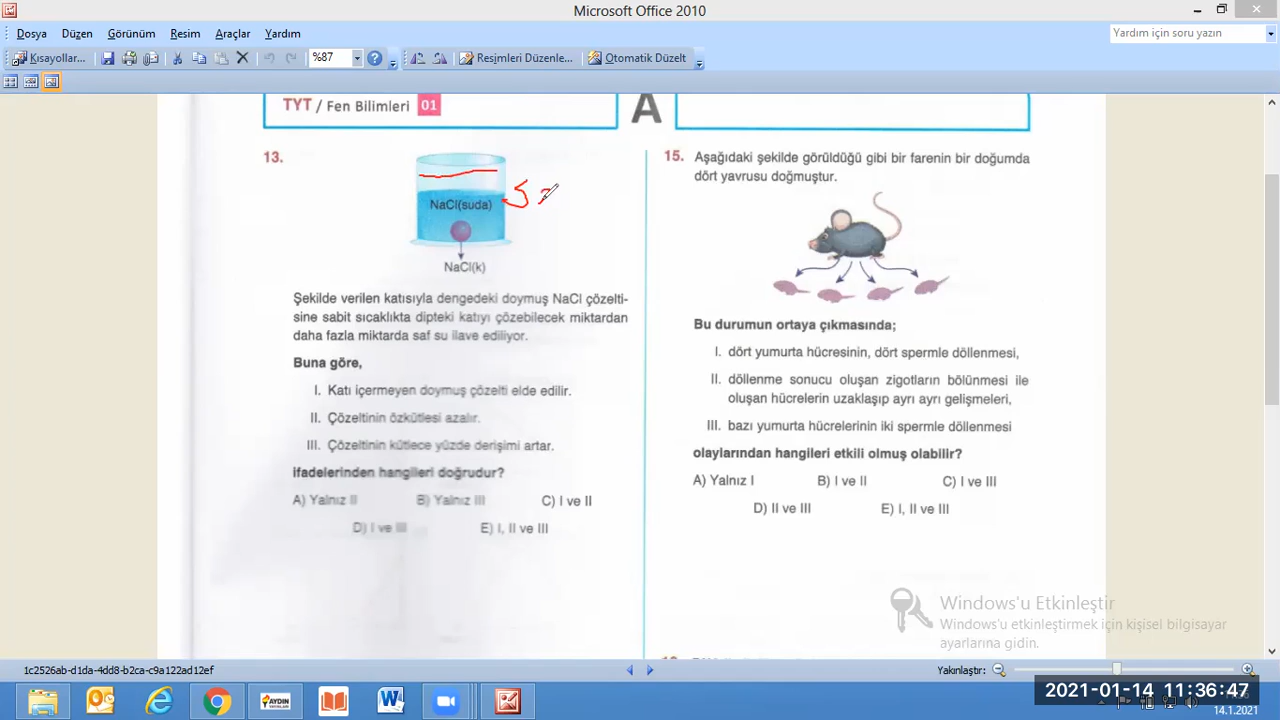 Microsoft Office 2010
Dosya Düzen Görünüm Resim Araçlar Yardım
Yardım için soru yazın
Kısayollar... %87 Resimleri Düzenle... Otomatik Düzelt
TYT / Fen Bilimleri 01
A
13.
NaCl(suda)
NaCl(k)
Şekilde verilen katısıyla dengedeki doymuş NaCl çözelti-
sine sabit sıcaklıkta dipteki katıyı çözebilecek miktardan
daha fazla miktarda saf su ilave ediliyor.
Buna göre,
I. Katı içermeyen doymuş çözelti elde edilir.
II. Çözeltinin özkütlesi azalır.
III. Çözeltinin kütlece yüzde derişimi artar.
ifadelerinden hangileri doğrudur?
A) Yalnız II B) Yalnız III C) I ve II
D) I ve III E) I, II ve III
15. Aşağıdaki şekilde görüldüğü gibi bir farenin bir doğumda
dört yavrusu doğmuştur.
Bu durumun ortaya çıkmasında;
I. dört yumurta hücresinin, dört spermle döllenmesi,
II. döllenme sonucu oluşan zigotların bölünmesi ile
oluşan hücrelerin uzaklaşıp ayrı ayrı gelişmeleri,
III. bazı yumurta hücrelerinin iki spermle döllenmesi
olaylarından hangileri etkili olmuş olabilir?
A) Yalnız I B) I ve II C) I ve III
D) II ve III E) I, II ve III
Windows'u Etkinleştir
Windows'u etkinleştirmek için kişisel bilgisayar
ayarlarına gidin.
1c2526ab-d1da-4dd8-b2ca-c9a122ad12ef
Yakınlaştır:
AYDIN
YAYINLARI
2021-01-14 11:36:47
14.1.2021